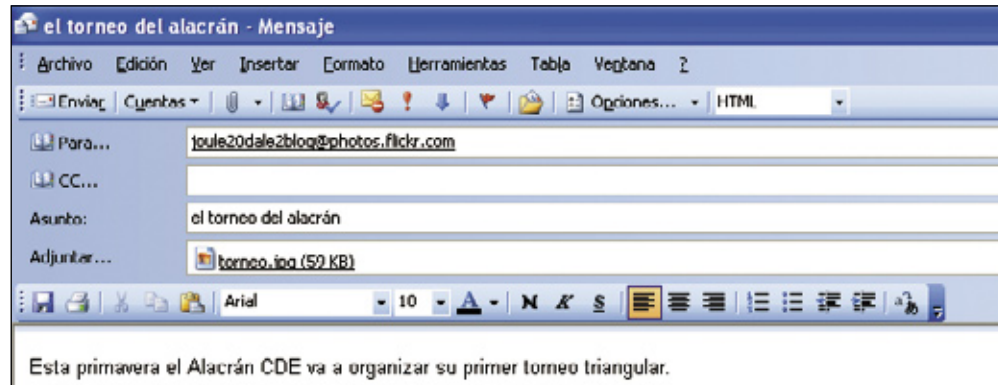 el torneo del alacrán - Mensaje
Archivo Edición Ver Insertar Formato Herramientas Tabla Ventana ?
Enviar Cuentas Opciones... HTML
Para... joule20dale2blog@photos.flickr.com
CC...
Asunto: el torneo del alacrán
Adjuntar... torneo.jpg (59 KB)
Arial 10 A N K S
Esta primavera el Alacrán CDE va a organizar su primer torneo triangular.